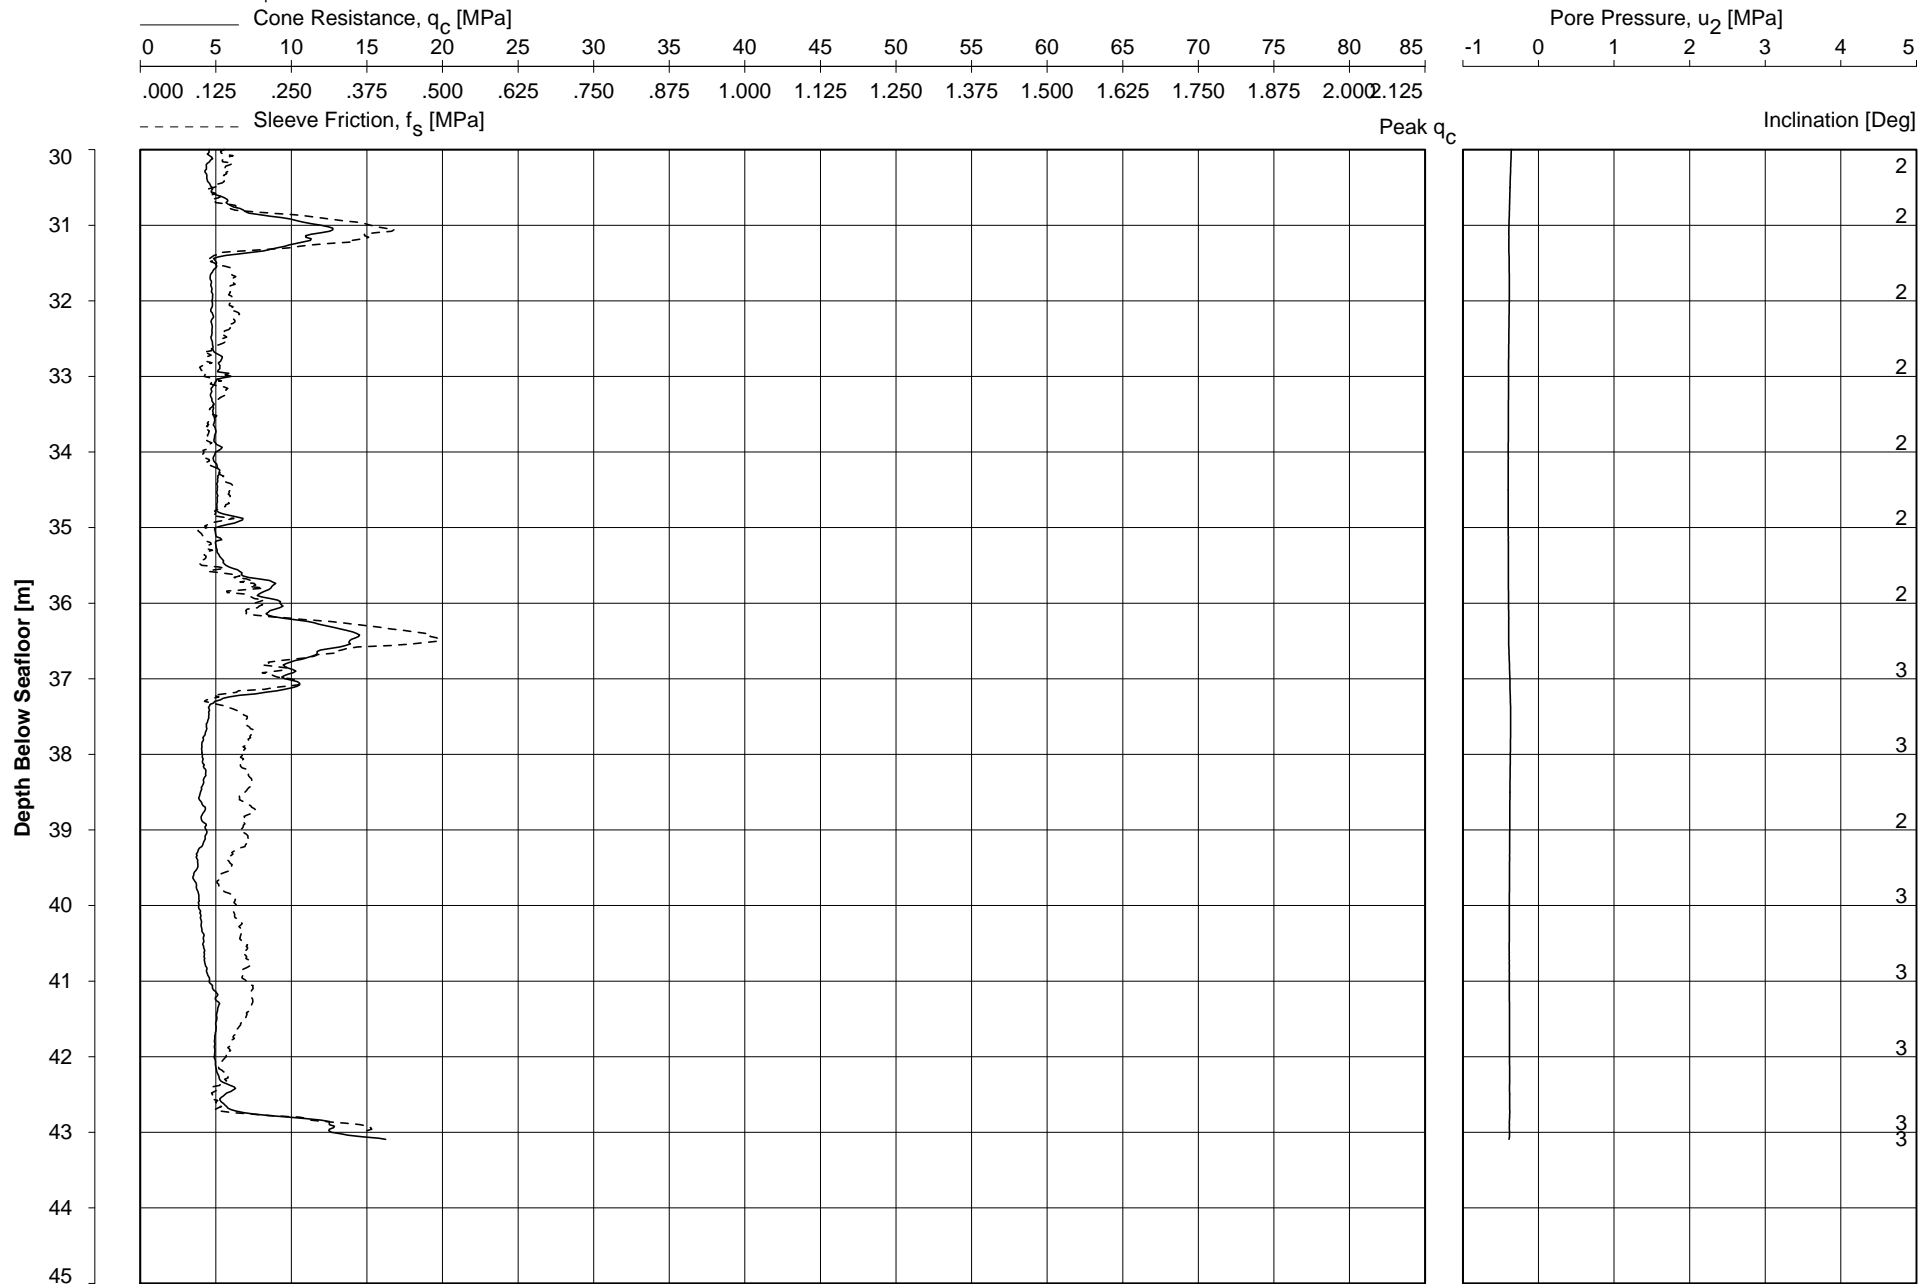 Cone Resistance, qc [MPa]
0 5 10 15 20 25 30 35 40 45 50 55 60 65 70 75 80 85
.000 .125 .250 .375 .500 .625 .750 .875 1.000 1.125 1.250 1.375 1.500 1.625 1.750 1.875 2.000 2.125
Sleeve Friction, fs [MPa]
Peak qc
Pore Pressure, u2 [MPa]
-1 0 1 2 3 4 5
Inclination [Deg]
Depth Below Seafloor [m]
30 2
31 2
32 2
33 2
34 2
35 2
36 2
37 3
38 3
39 2
40 3
41 3
42 3
43 3
3
44
45